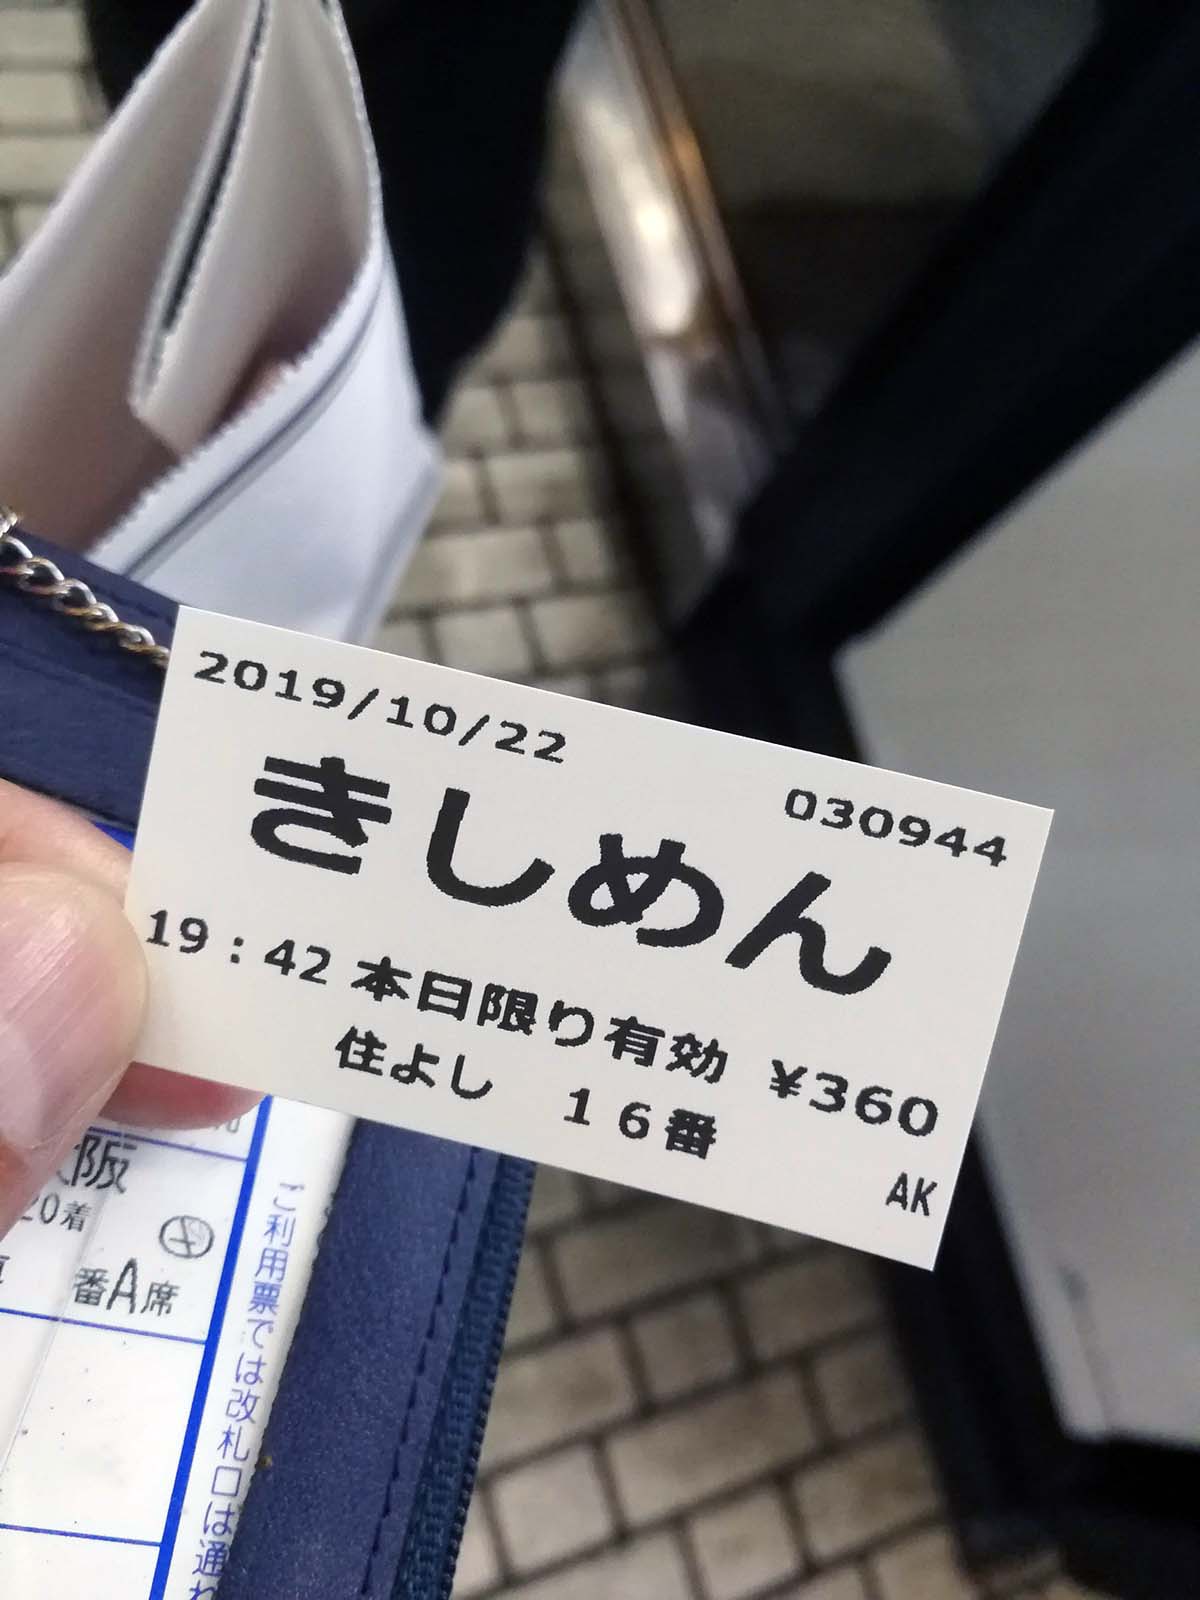 2019/10/22
030944
きしめん
19：42 本日限り有効 ¥360
住よし　１６番
AK
阪
20着
番A席
ご利用票では改札口は通